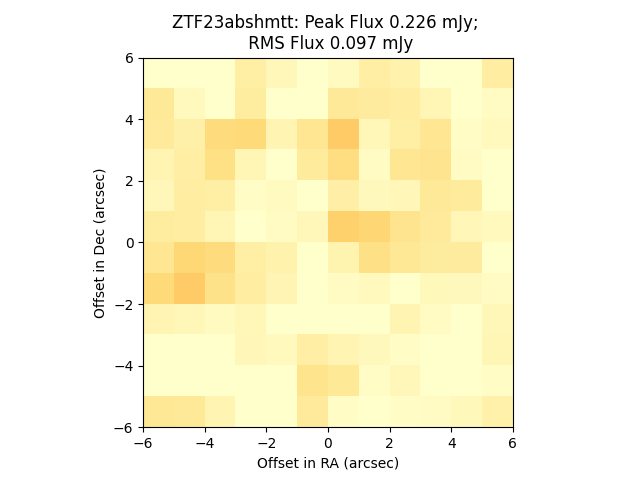 ZTF23abshmtt: Peak Flux 0.226 mJy;
RMS Flux 0.097 mJy
6
4
2
0
−2
−4
−6
Offset in Dec (arcsec)
−6 −4 −2 0 2 4 6
Offset in RA (arcsec)